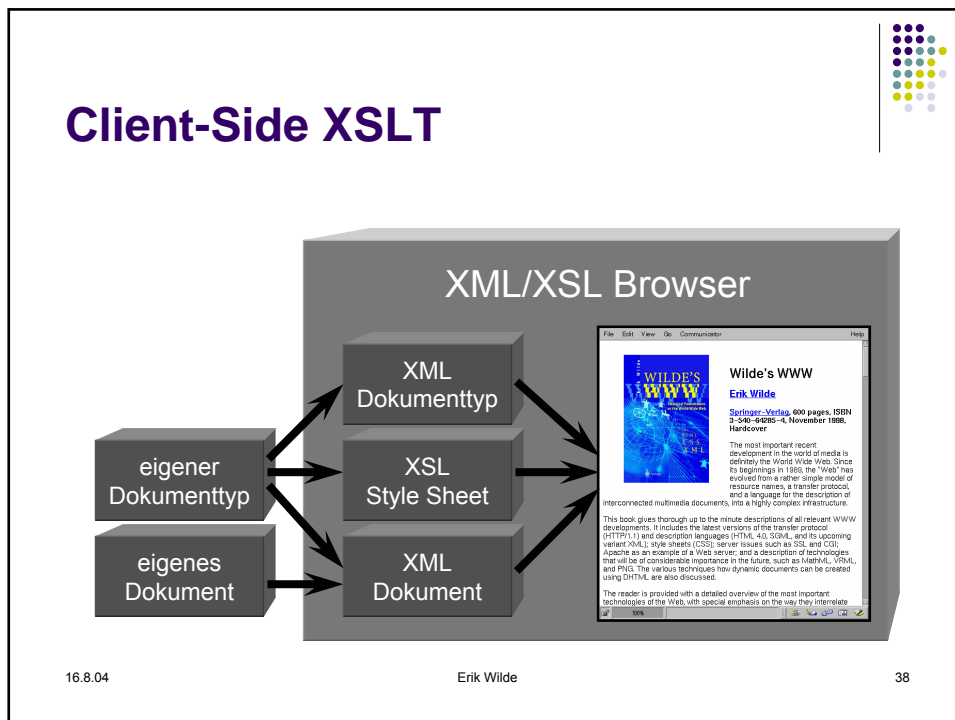 Client-Side XSLT
XML/XSL Browser
eigener
Dokumenttyp
eigenes
Dokument
XML
Dokumenttyp
XSL
Style Sheet
XML
Dokument
File Edit View Go Communicator Help
WILDE'S
WWW
Technical Foundations
of the World Wide Web
Wilde's WWW
Erik Wilde
Springer-Verlag, 600 pages, ISBN
3-540-64285-4, November 1998,
Hardcover
The most important recent
development in the world of media is
definitely the World Wide Web. Since
its beginnings in 1989, the "Web" has
evolved from a rather simple model of
resource names, a transfer protocol,
and a language for the description of
interconnected multimedia documents, into a highly complex infrastructure.
This book gives thorough up to the minute descriptions of all relevant WWW
developments. It includes the latest versions of the transfer protocol
(HTTP/1.1) and description languages (HTML 4.0, SGML, and its upcoming
variant XML); style sheets (CSS); server issues such as SSL and CGI;
Apache as an example of a Web server; and a description of technologies
that will be of considerable importance in the future, such as MathML, VRML,
and PNG. The various techniques how dynamic documents can be created
using DHTML are also discussed.
The reader is provided with a detailed overview of the most important
technologies of the Web, with special emphasis on the way they interrelate
100%
16.8.04
Erik Wilde
38